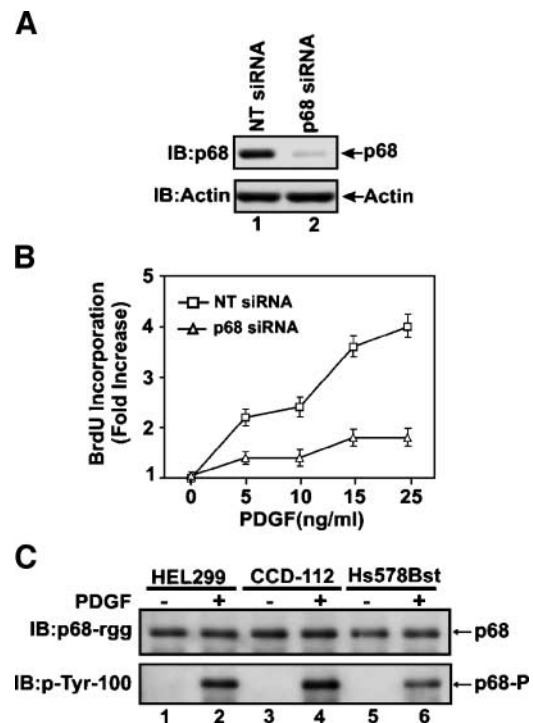 A
NT siRNA
p68 siRNA
IB:p68
p68
IB:Actin
Actin
1 2
B
BrdU Incorporation
(Fold Increase)
5
4
3
2
1
NT siRNA
p68 siRNA
0 5 10 15 25
PDGF(ng/ml)
C
HEL299 CCD-112 Hs578Bst
PDGF - + - + - +
IB:p68-rgg
p68
IB:p-Tyr-100
p68-P
1 2 3 4 5 6